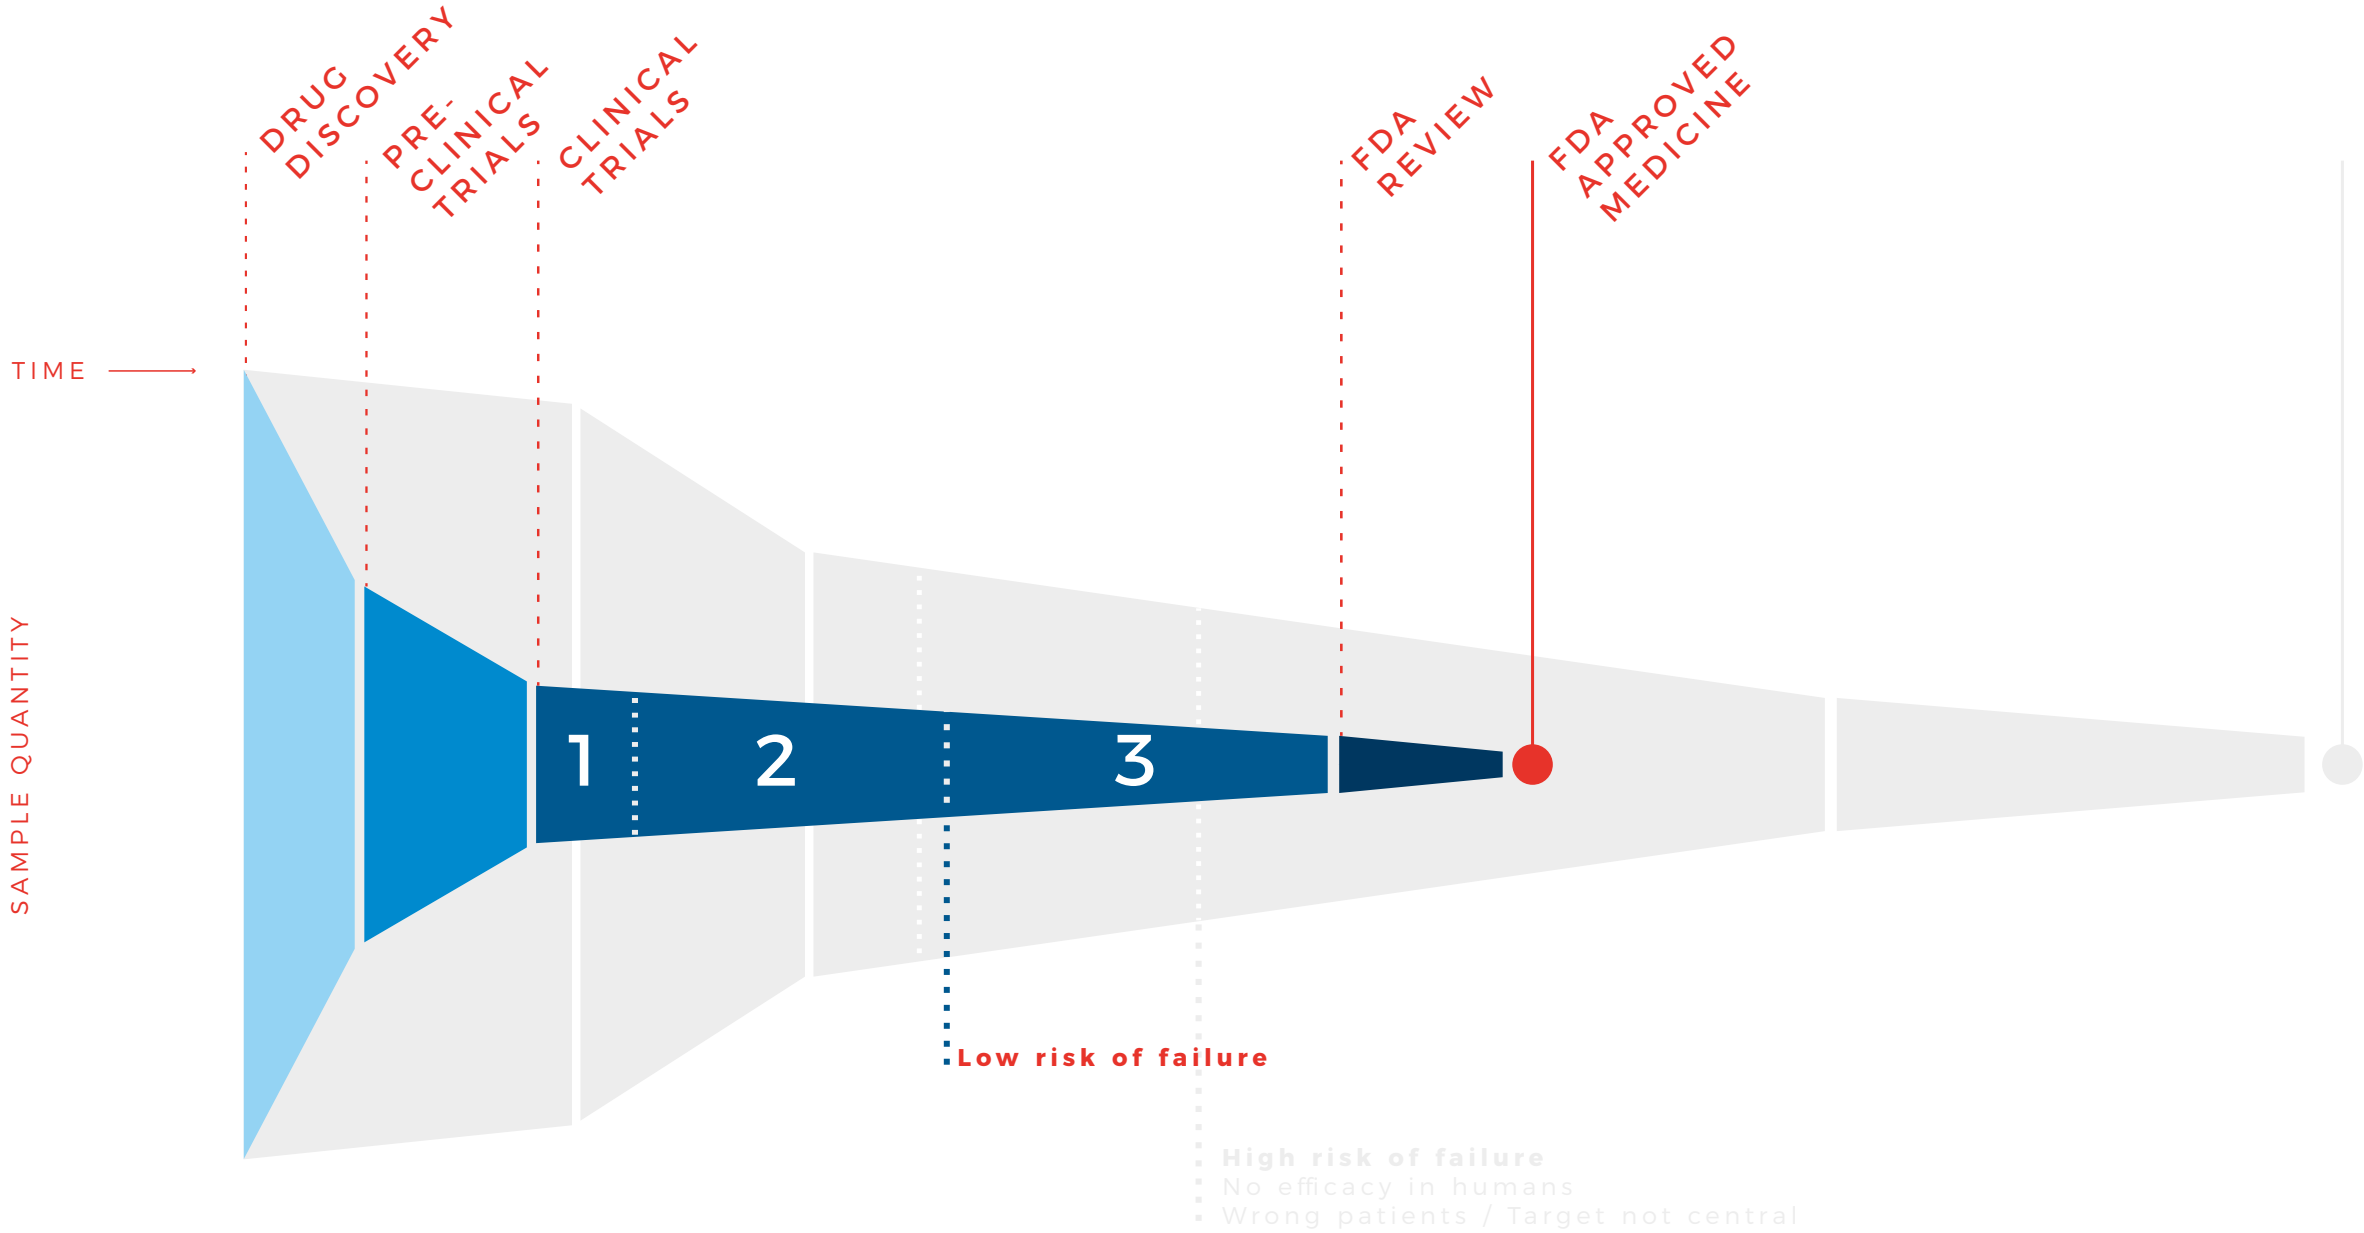 DRUG
DISCOVERY
PRE-
CLINICAL
TRIALS
CLINICAL
TRIALS
FDA
REVIEW
FDA
APPROVED
MEDICINE
TIME
SAMPLE QUANTITY
1
2
3
Low risk of failure
High risk of failure
No efficacy in humans
Wrong patients / Target not central